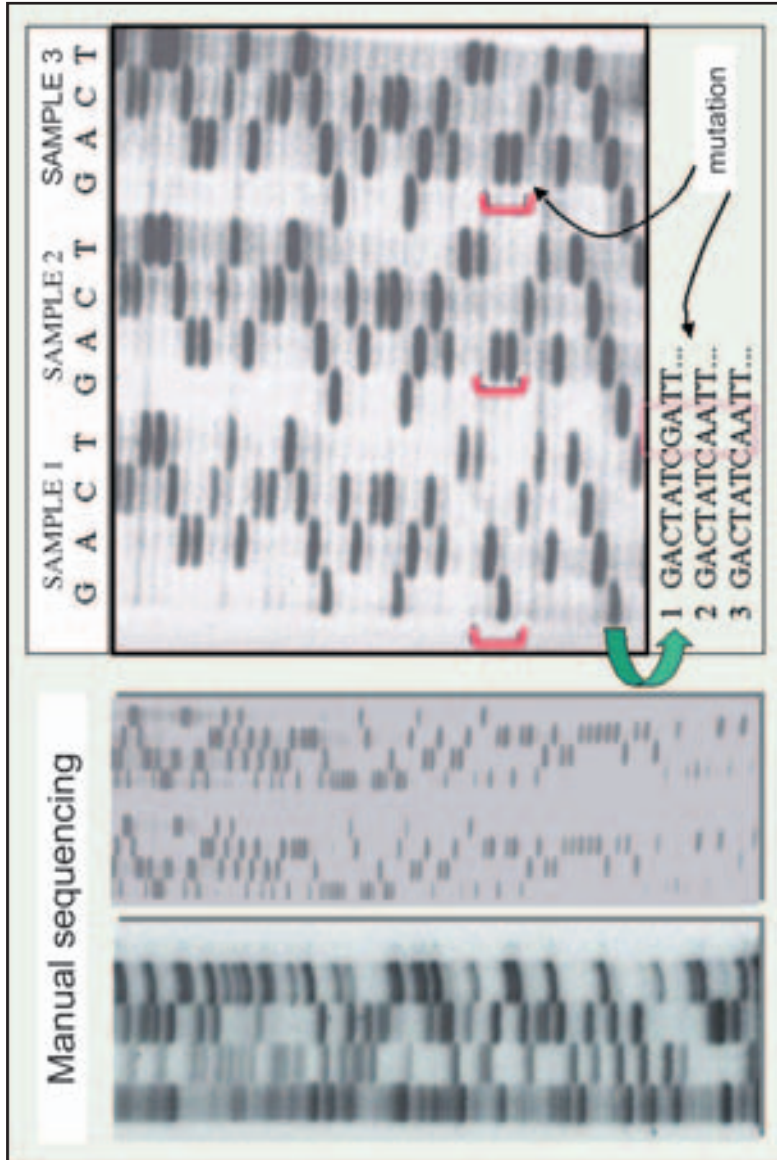 Manual sequencing
SAMPLE 1 SAMPLE 2 SAMPLE 3
G A C T G A C T G A C T
1 GACTATCGATT...
2 GACTATCAATT...
3 GACTATCAATT...
mutation